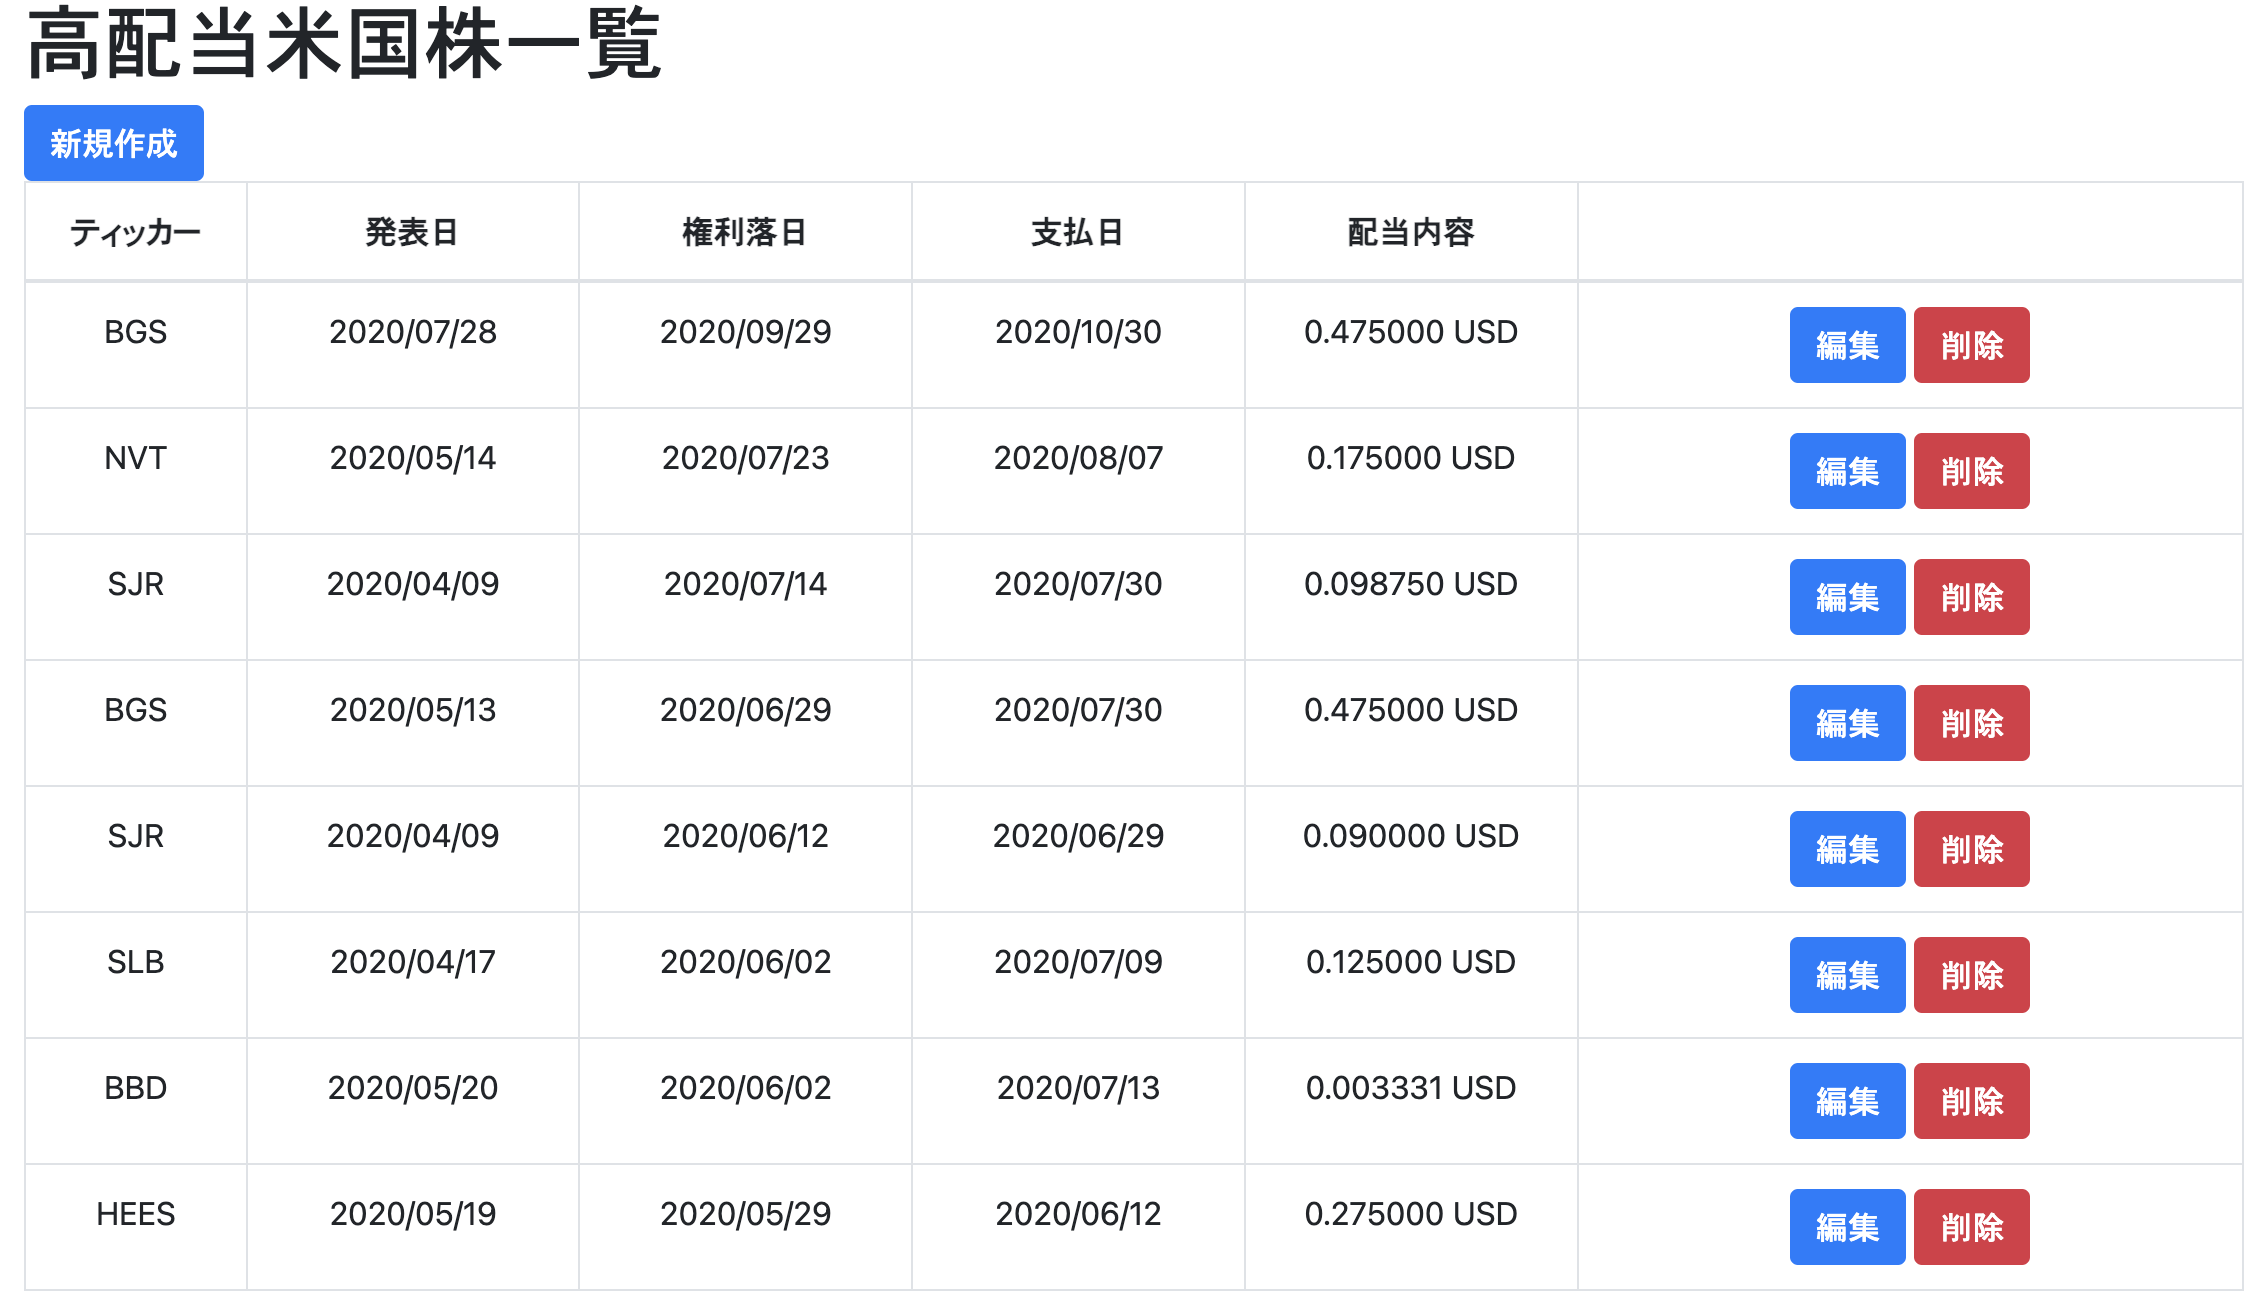 高配当米国株一覧
新規作成
ティッカー 発表日 権利落日 支払日 配当内容
BGS 2020/07/28 2020/09/29 2020/10/30 0.475000 USD 編集 削除
NVT 2020/05/14 2020/07/23 2020/08/07 0.175000 USD 編集 削除
SJR 2020/04/09 2020/07/14 2020/07/30 0.098750 USD 編集 削除
BGS 2020/05/13 2020/06/29 2020/07/30 0.475000 USD 編集 削除
SJR 2020/04/09 2020/06/12 2020/06/29 0.090000 USD 編集 削除
SLB 2020/04/17 2020/06/02 2020/07/09 0.125000 USD 編集 削除
BBD 2020/05/20 2020/06/02 2020/07/13 0.003331 USD 編集 削除
HEES 2020/05/19 2020/05/29 2020/06/12 0.275000 USD 編集 削除